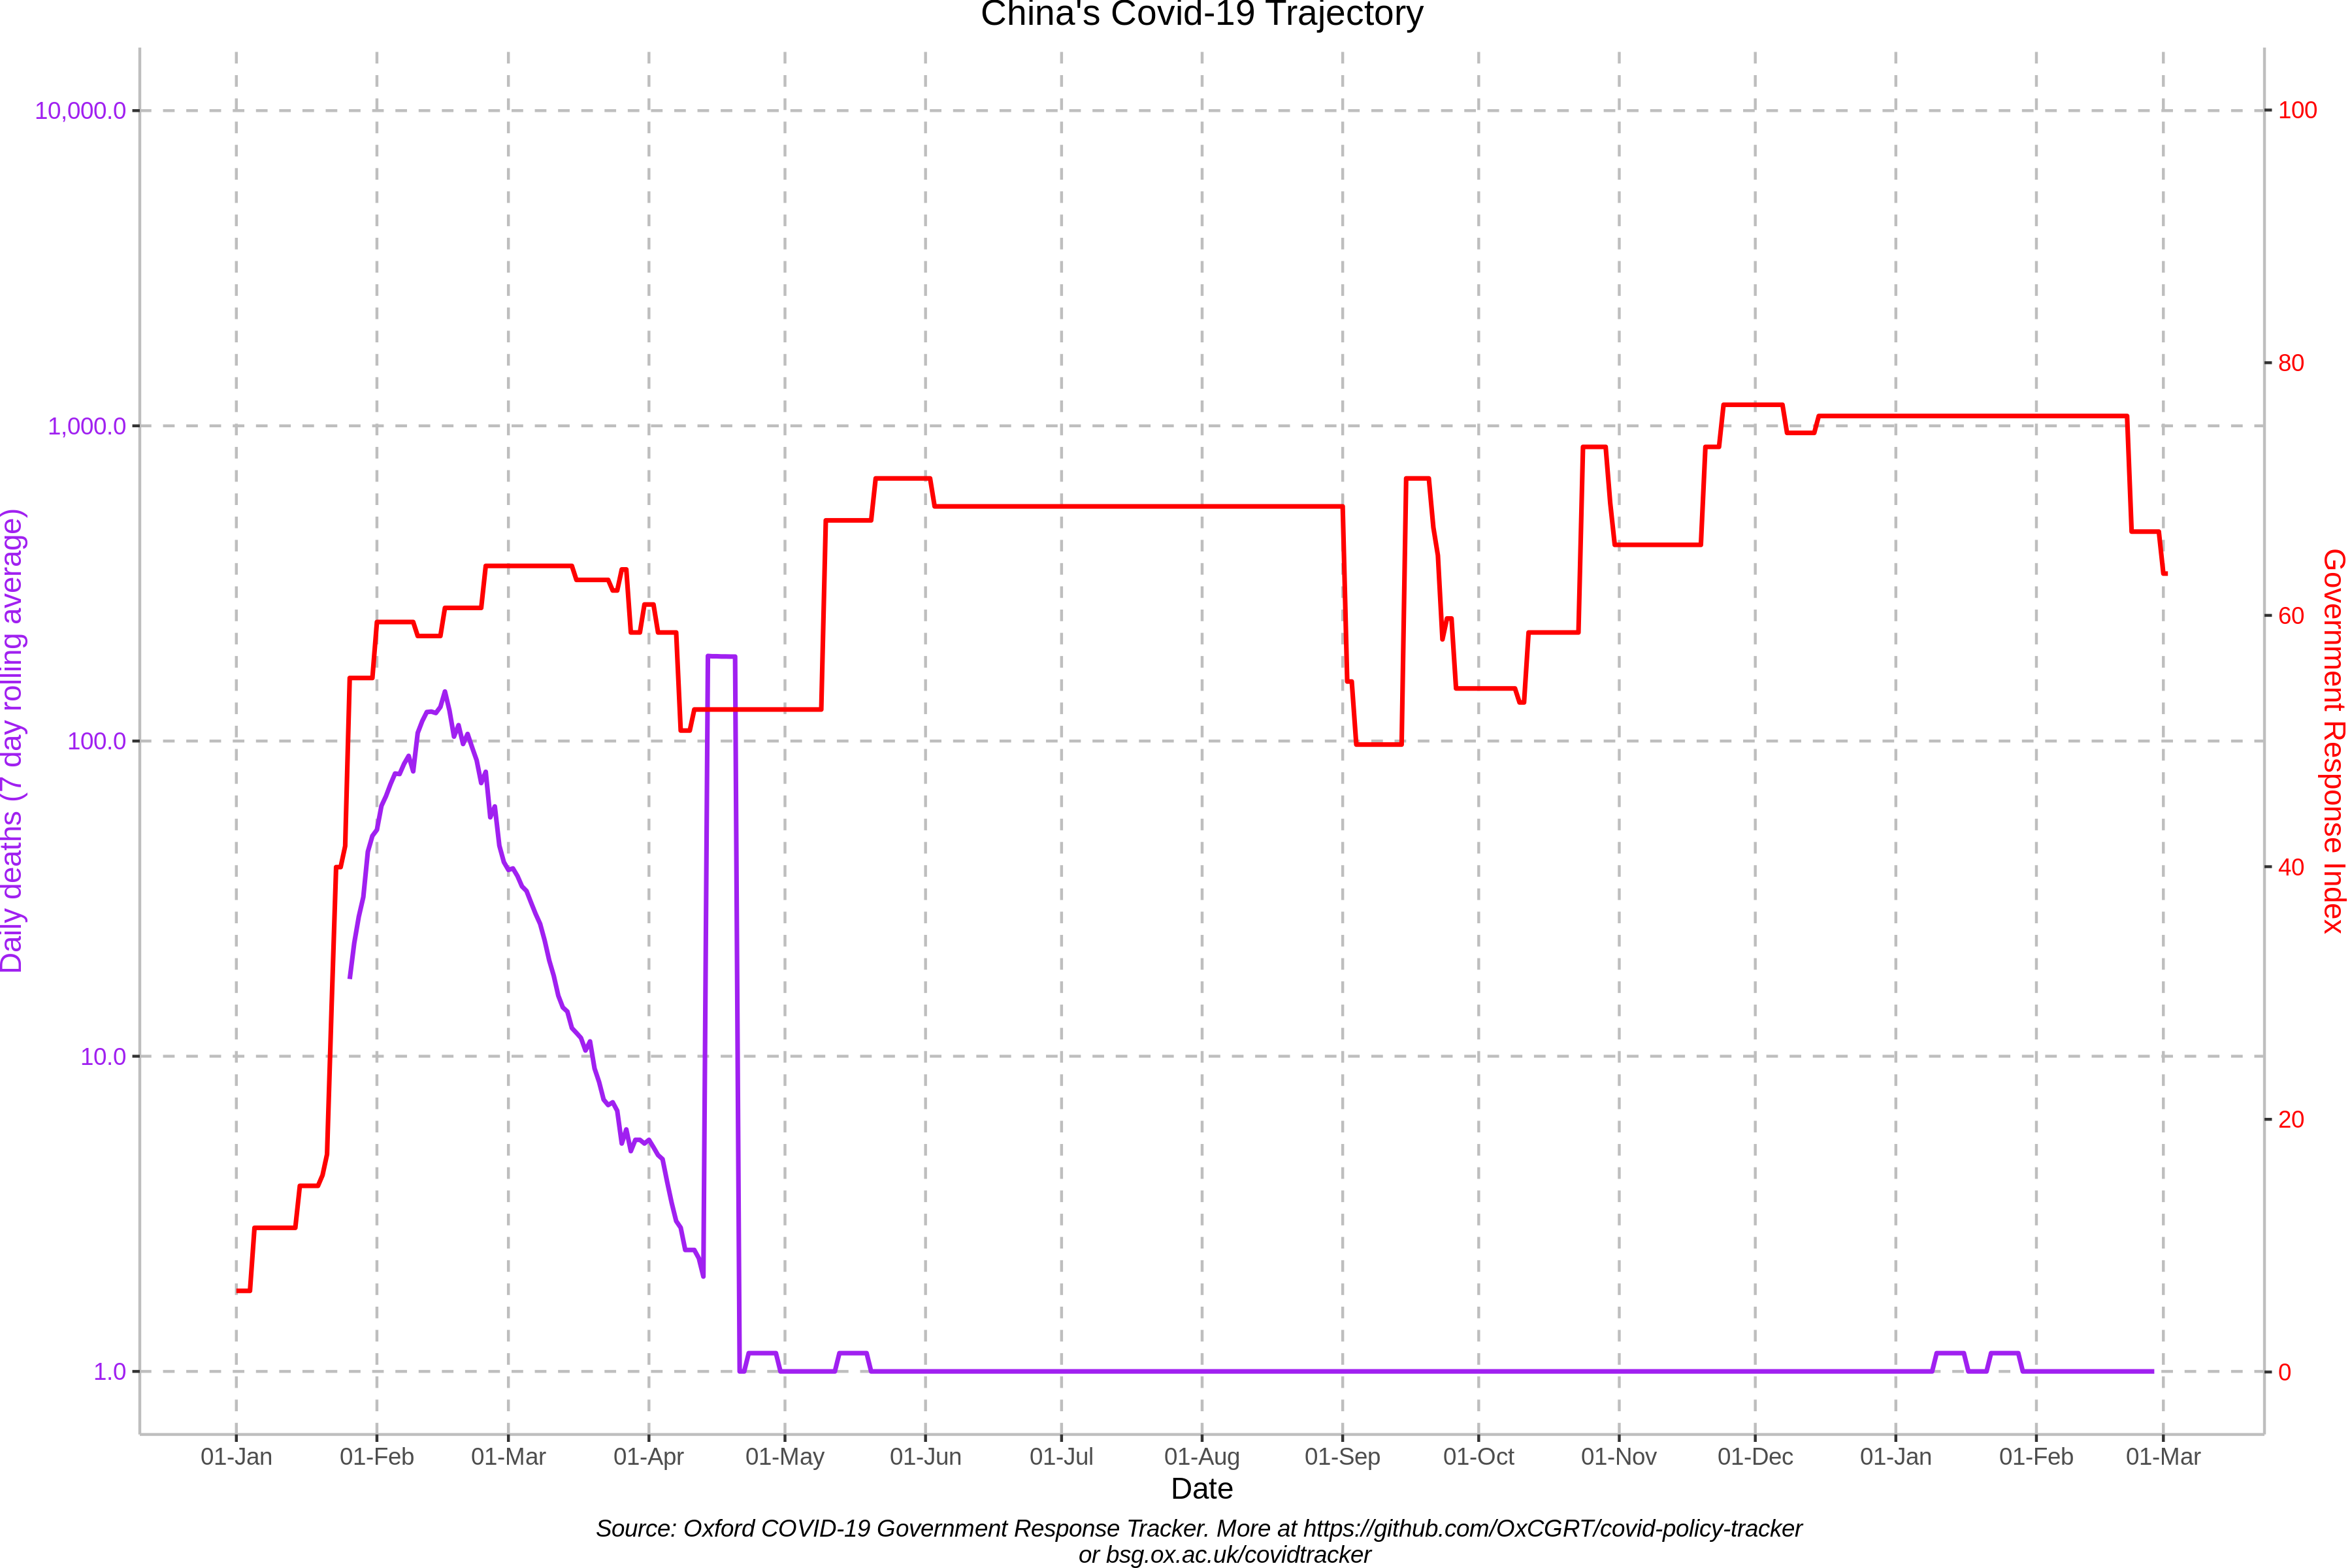 China's Covid-19 Trajectory
10,000.0
1,000.0
100.0
10.0
1.0
Daily deaths (7 day rolling average)
100
80
60
40
20
0
Government Response Index
01-Jan 01-Feb 01-Mar 01-Apr 01-May 01-Jun 01-Jul 01-Aug 01-Sep 01-Oct 01-Nov 01-Dec 01-Jan 01-Feb 01-Mar
Date
Source: Oxford COVID-19 Government Response Tracker. More at https://github.com/OxCGRT/covid-policy-tracker
or bsg.ox.ac.uk/covidtracker